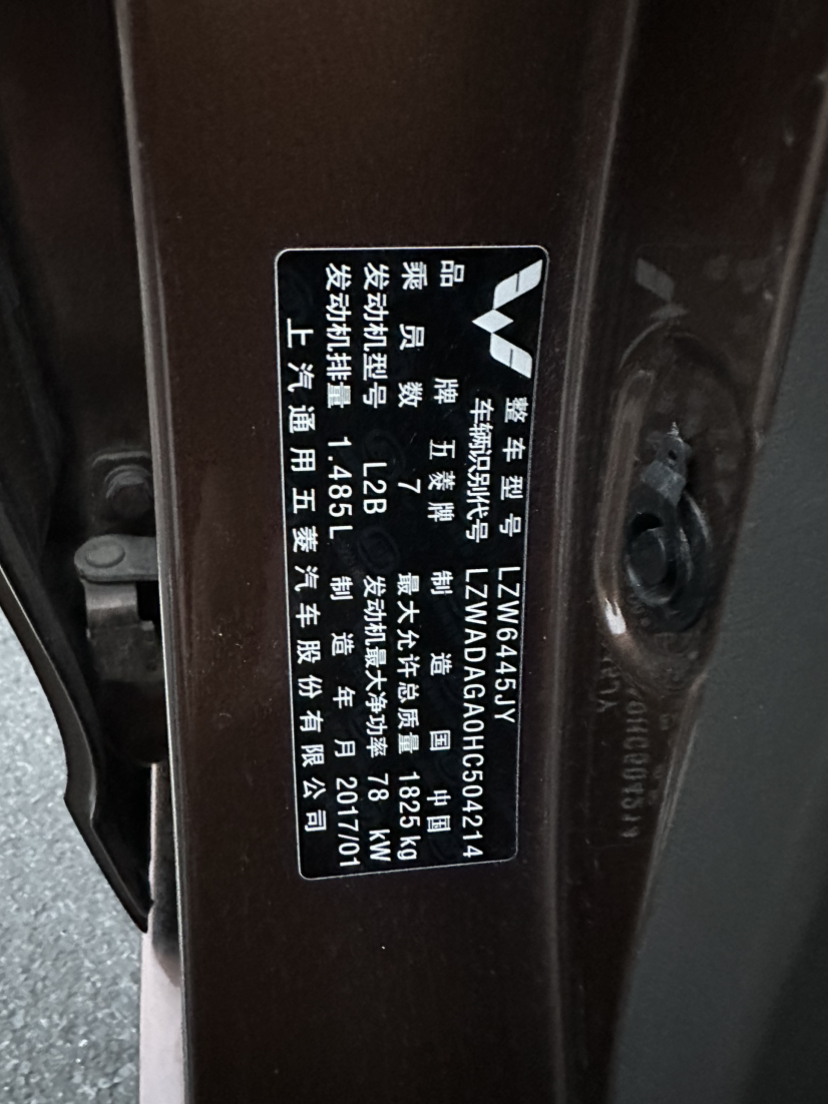 整车型号 LZW6445JY
车辆识别代号 LZWADAGA0HC504214
品牌 五菱牌 制造国 中国
乘员数 7 最大允许总质量 1825 kg
发动机型号 L2B 发动机最大净功率 78 kW
发动机排量 1.485L 制造年月 2017/01
上汽通用五菱汽车股份有限公司